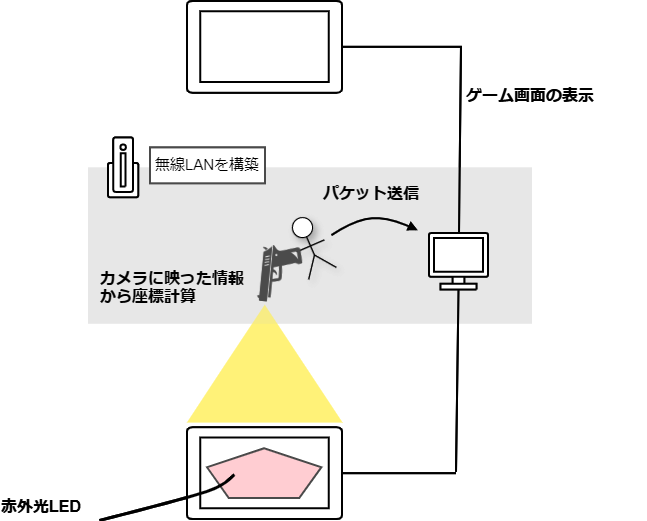 ゲーム画面の表示
無線LANを構築
パケット送信
カメラに映った情報
から座標計算
赤外光LED